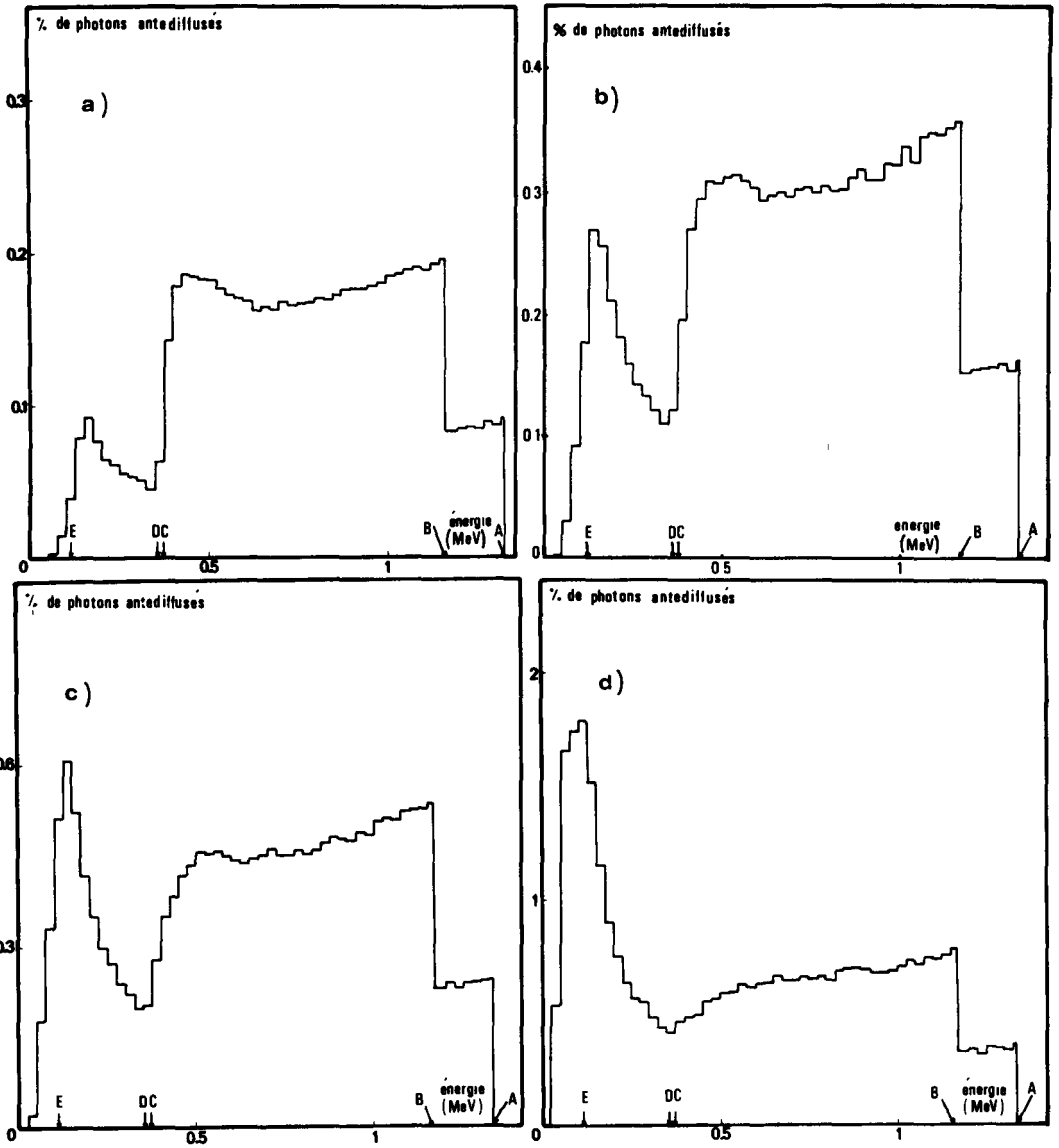 % de photons antediffusés
a)
0.3
0.2
0.1
0
E
DC
0.5
B
énergie
(MeV)
A
1
% de photons antediffusés
b)
0.4
0.3
0.2
0.1
0
E
DC
0.5
énergie
(MeV)
B
A
1
% de photons antediffusés
c)
0.6
0.3
0
E
DC
0.5
B
énergie
(MeV)
A
1
% de photons antediffusés
d)
2
1
0
E
DC
0.5
B
énergie
(MeV)
A
1